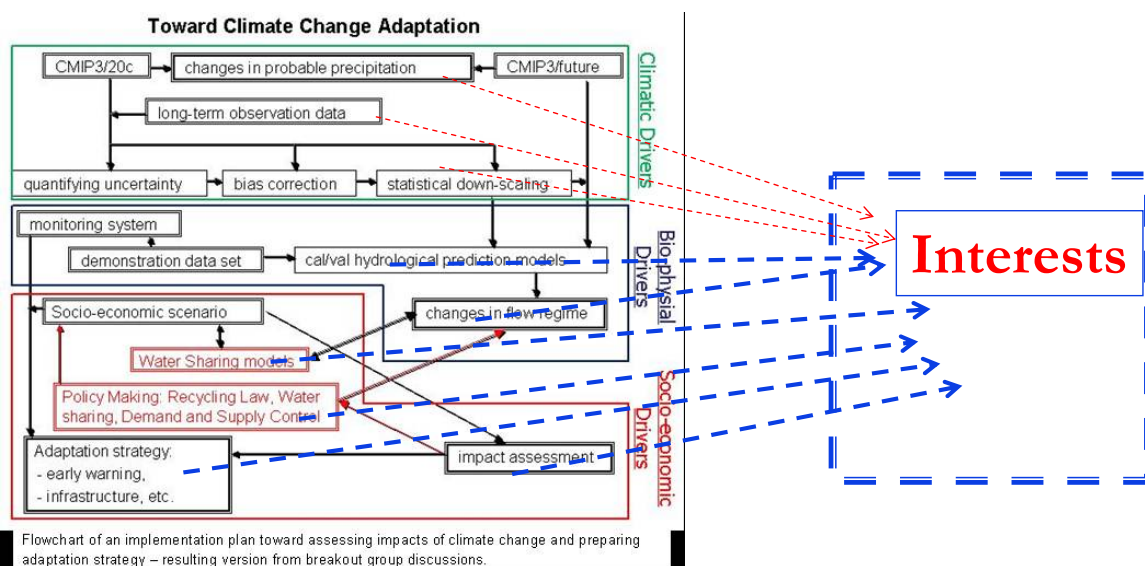 Toward Climate Change Adaptation
CMIP3/20c
changes in probable precipitation
CMIP3/future
long-term observation data
quantifying uncertainty
bias correction
statistical down-scaling
Climatic Drivers
monitoring system
demonstration data set
cal/val hydrological prediction models
Biophysial
Drivers
Socio-economic scenario
changes in flow regime
Water Sharing models
Policy Making: Recycling Law, Water
sharing, Demand and Supply Control
Adaptation strategy:
- early warning,
- infrastructure, etc.
impact assessment
Socio-economic
Drivers
Interests
Flowchart of an implementation plan toward assessing impacts of climate change and preparing
adaptation strategy – resulting version from breakout group discussions.